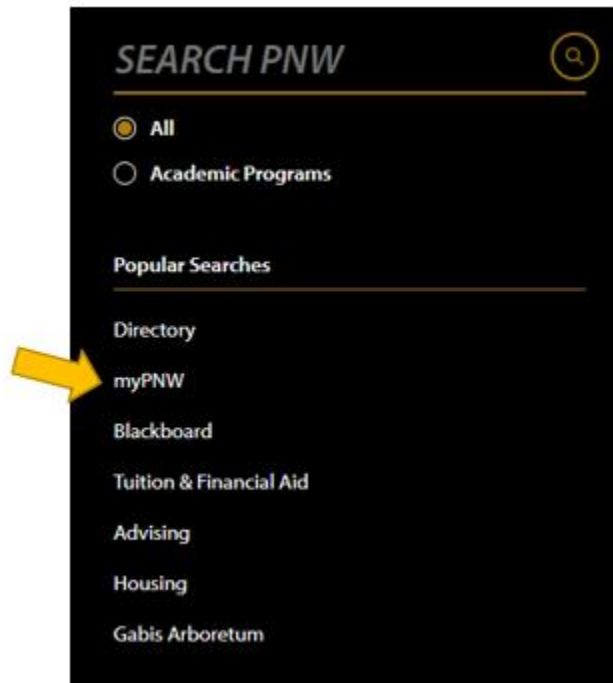 SEARCH PNW
All
Academic Programs
Popular Searches
Directory
myPNW
Blackboard
Tuition & Financial Aid
Advising
Housing
Gabis Arboretum